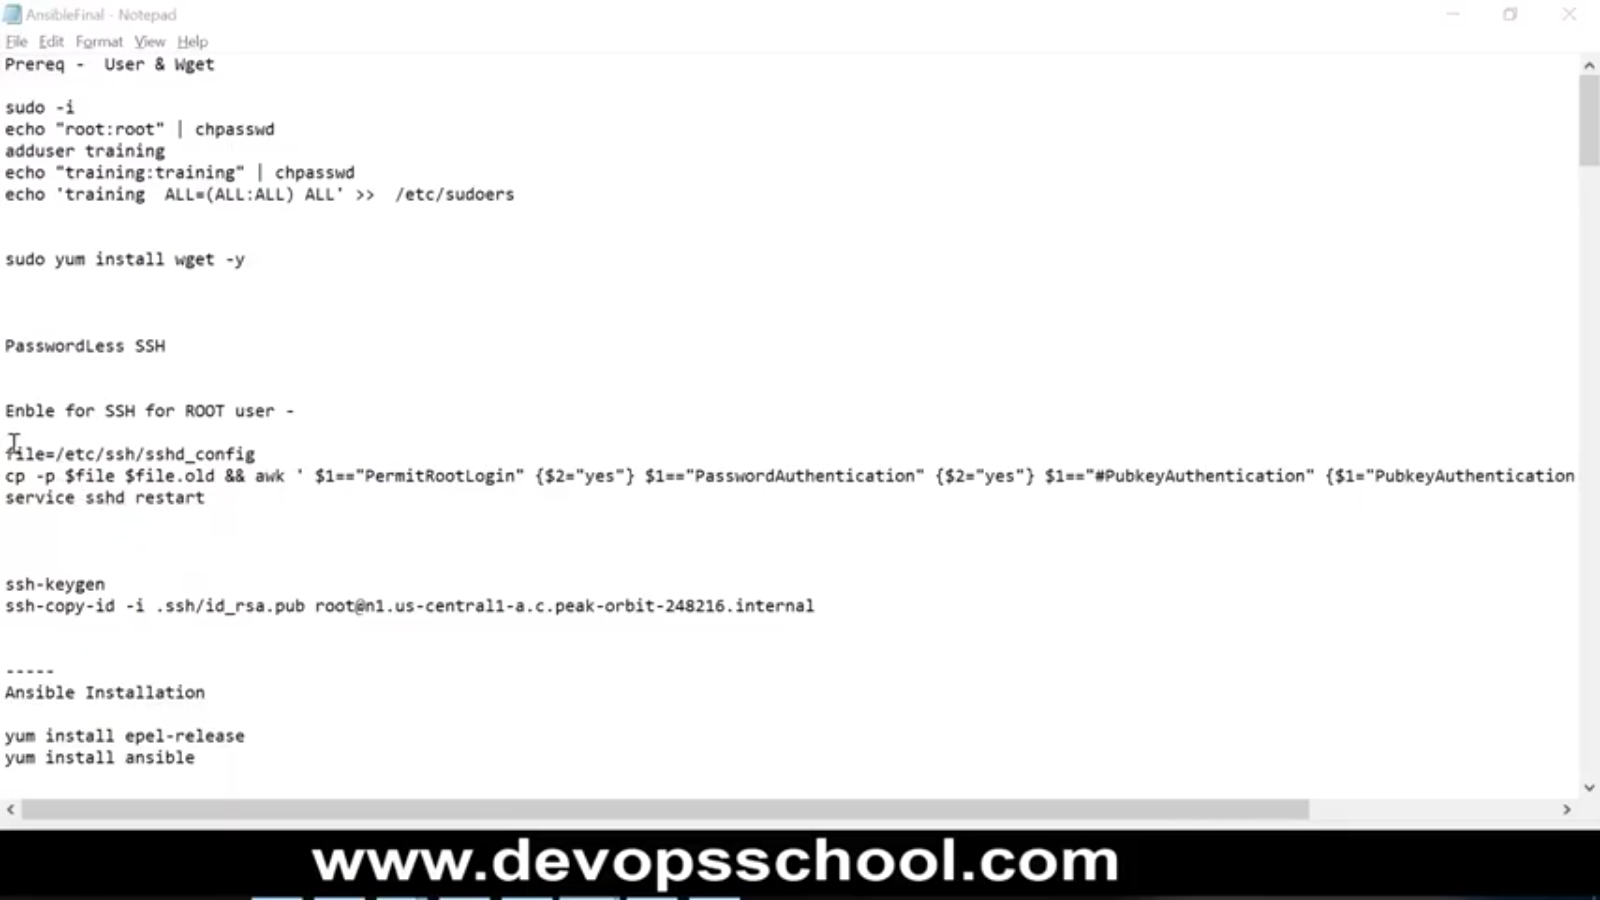 AnsibleFinal - Notepad
File Edit Format View Help
Prereq -  User & Wget
sudo -i
echo "root:root" | chpasswd
adduser training
echo "training:training" | chpasswd
echo 'training  ALL=(ALL:ALL) ALL' >>  /etc/sudoers
sudo yum install wget -y
PasswordLess SSH
Enble for SSH for ROOT user -
file=/etc/ssh/sshd_config
cp -p $file $file.old && awk ' $1=="PermitRootLogin" {$2="yes"} $1=="PasswordAuthentication" {$2="yes"} $1=="#PubkeyAuthentication" {$1="PubkeyAuthentication
service sshd restart
ssh-keygen
ssh-copy-id -i .ssh/id_rsa.pub root@n1.us-central1-a.c.peak-orbit-248216.internal
-----
Ansible Installation
yum install epel-release
yum install ansible
www.devopsschool.com